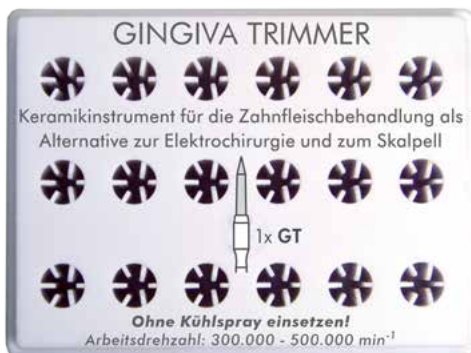 GINGIVA TRIMMER
Keramikinstrument für die Zahnfleischbehandlung als
Alternative zur Elektrochirurgie und zum Skalpell
1x GT
Ohne Kühlspray einsetzen!
Arbeitsdrehzahl: 300.000 - 500.000 min⁻¹